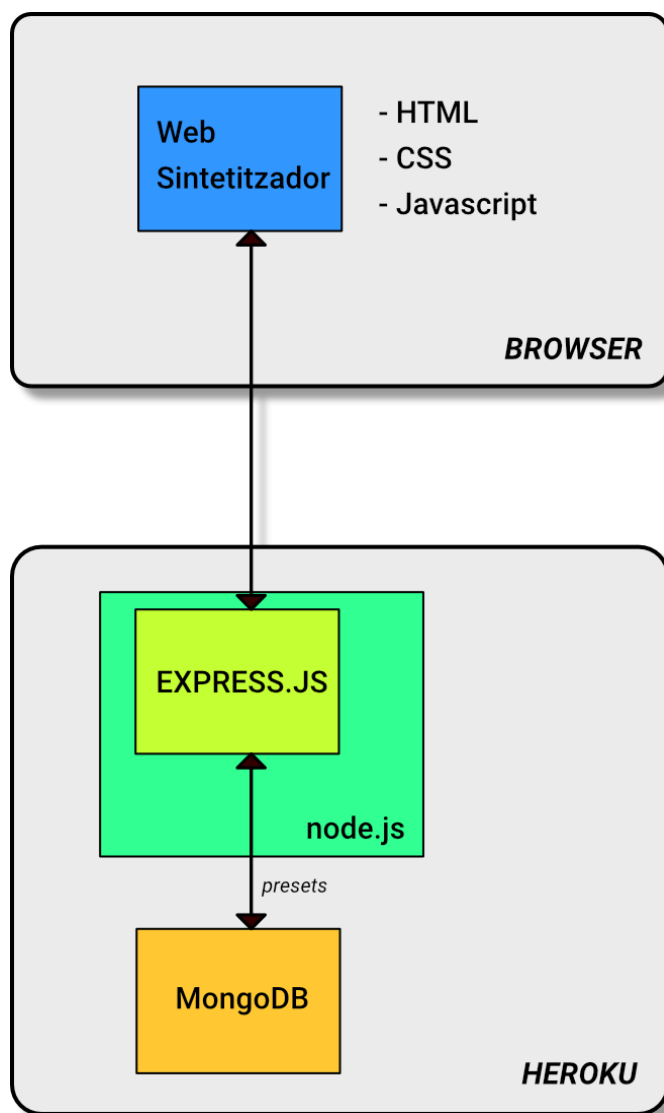 Web
Sintetitzador
- HTML
- CSS
- Javascript
BROWSER
EXPRESS.JS
node.js
presets
MongoDB
HEROKU